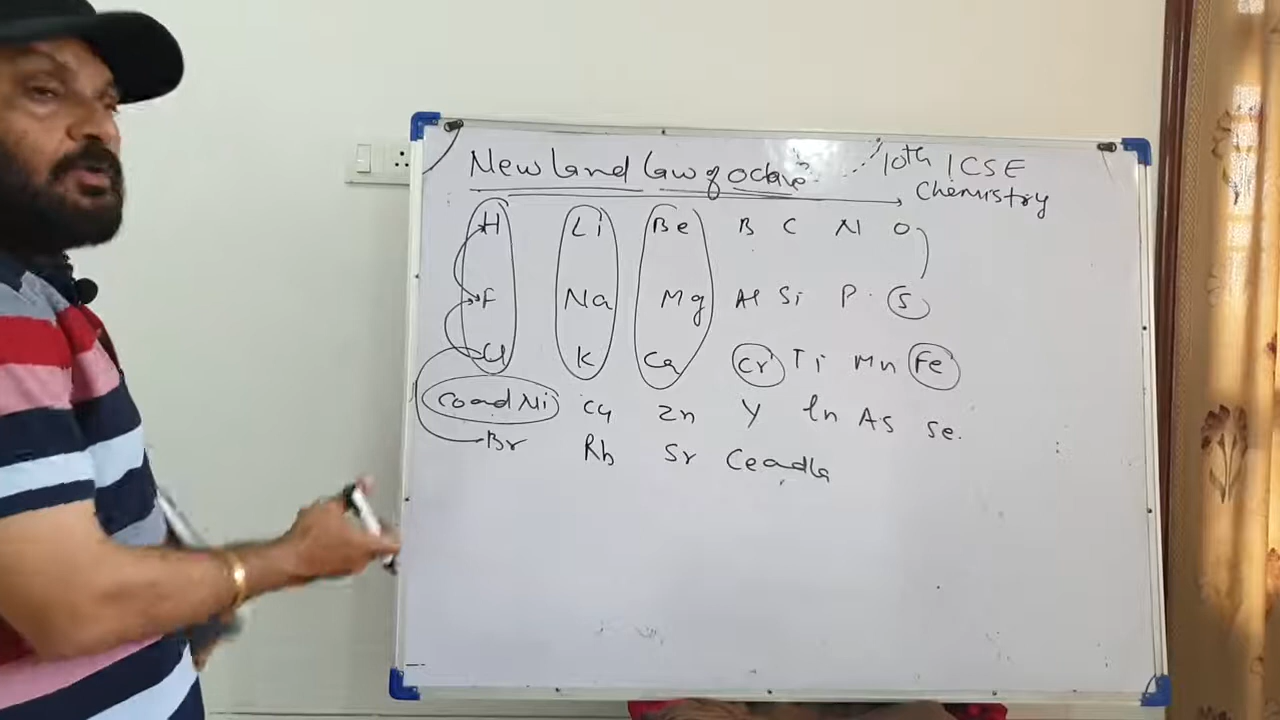 Newland law of octave 10th ICSE
Chemistry
H Li Be B C N O
F Na Mg Al Si P. S
Cl K Ca Cr Ti Mn Fe
Co and Ni Cu Zn Y In As Se.
Br Rb Sr Ce and La